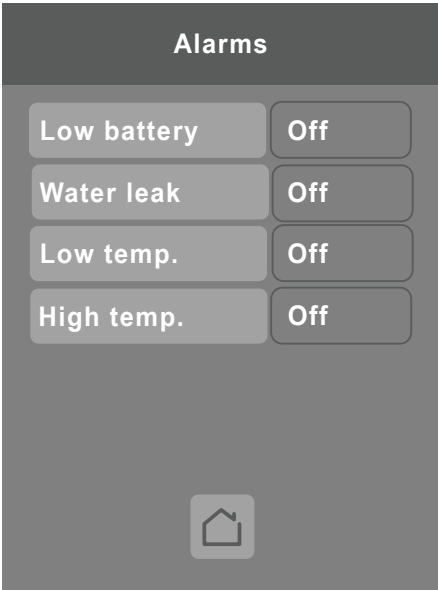 Alarms
Low battery Off
Water leak Off
Low temp. Off
High temp. Off